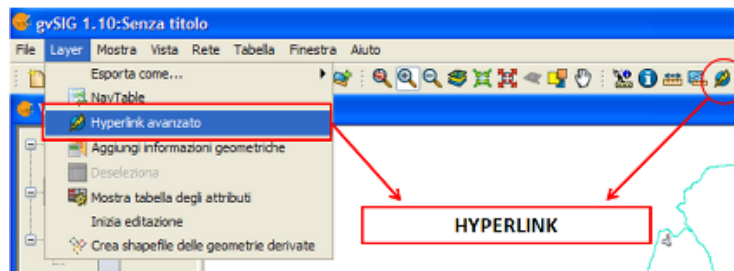 gvSIG 1.10:Senza titolo
File Layer Mostra Vista Rete Tabella Finestra Aiuto
Esporta come...
NavTable
Hyperlink avanzato
Aggiungi informazioni geometriche
Deseleziona
Mostra tabella degli attributi
Inizia editazione
Crea shapefile delle geometrie derivate
HYPERLINK